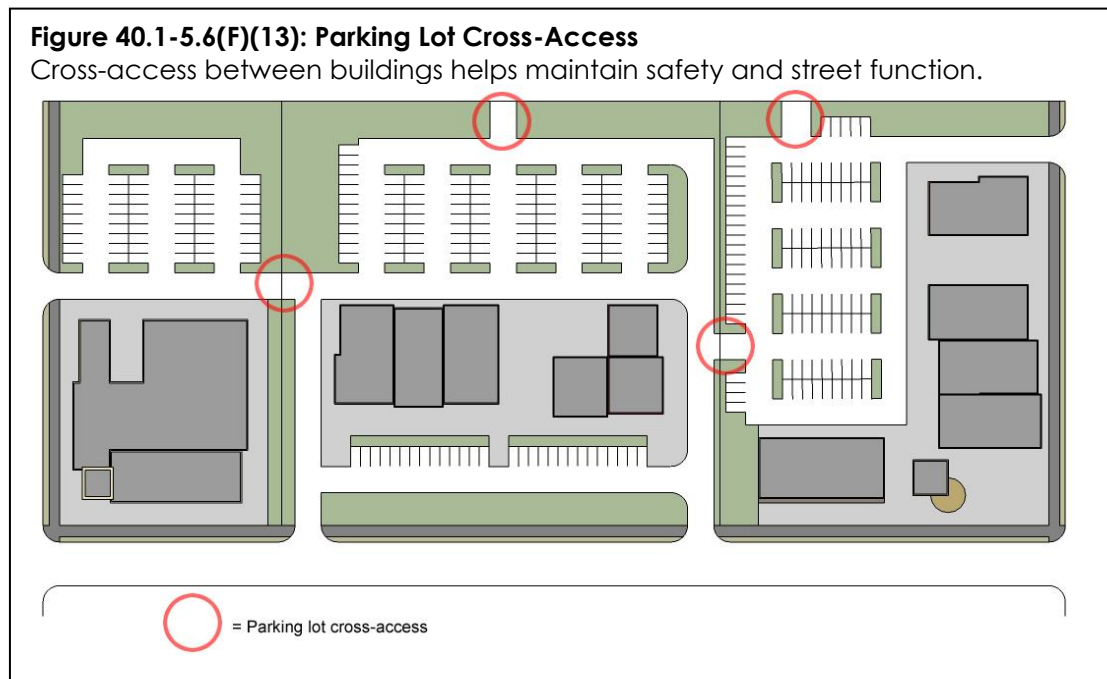 Figure 40.1-5.6(F)(13): Parking Lot Cross-Access
Cross-access between buildings helps maintain safety and street function.
= Parking lot cross-access